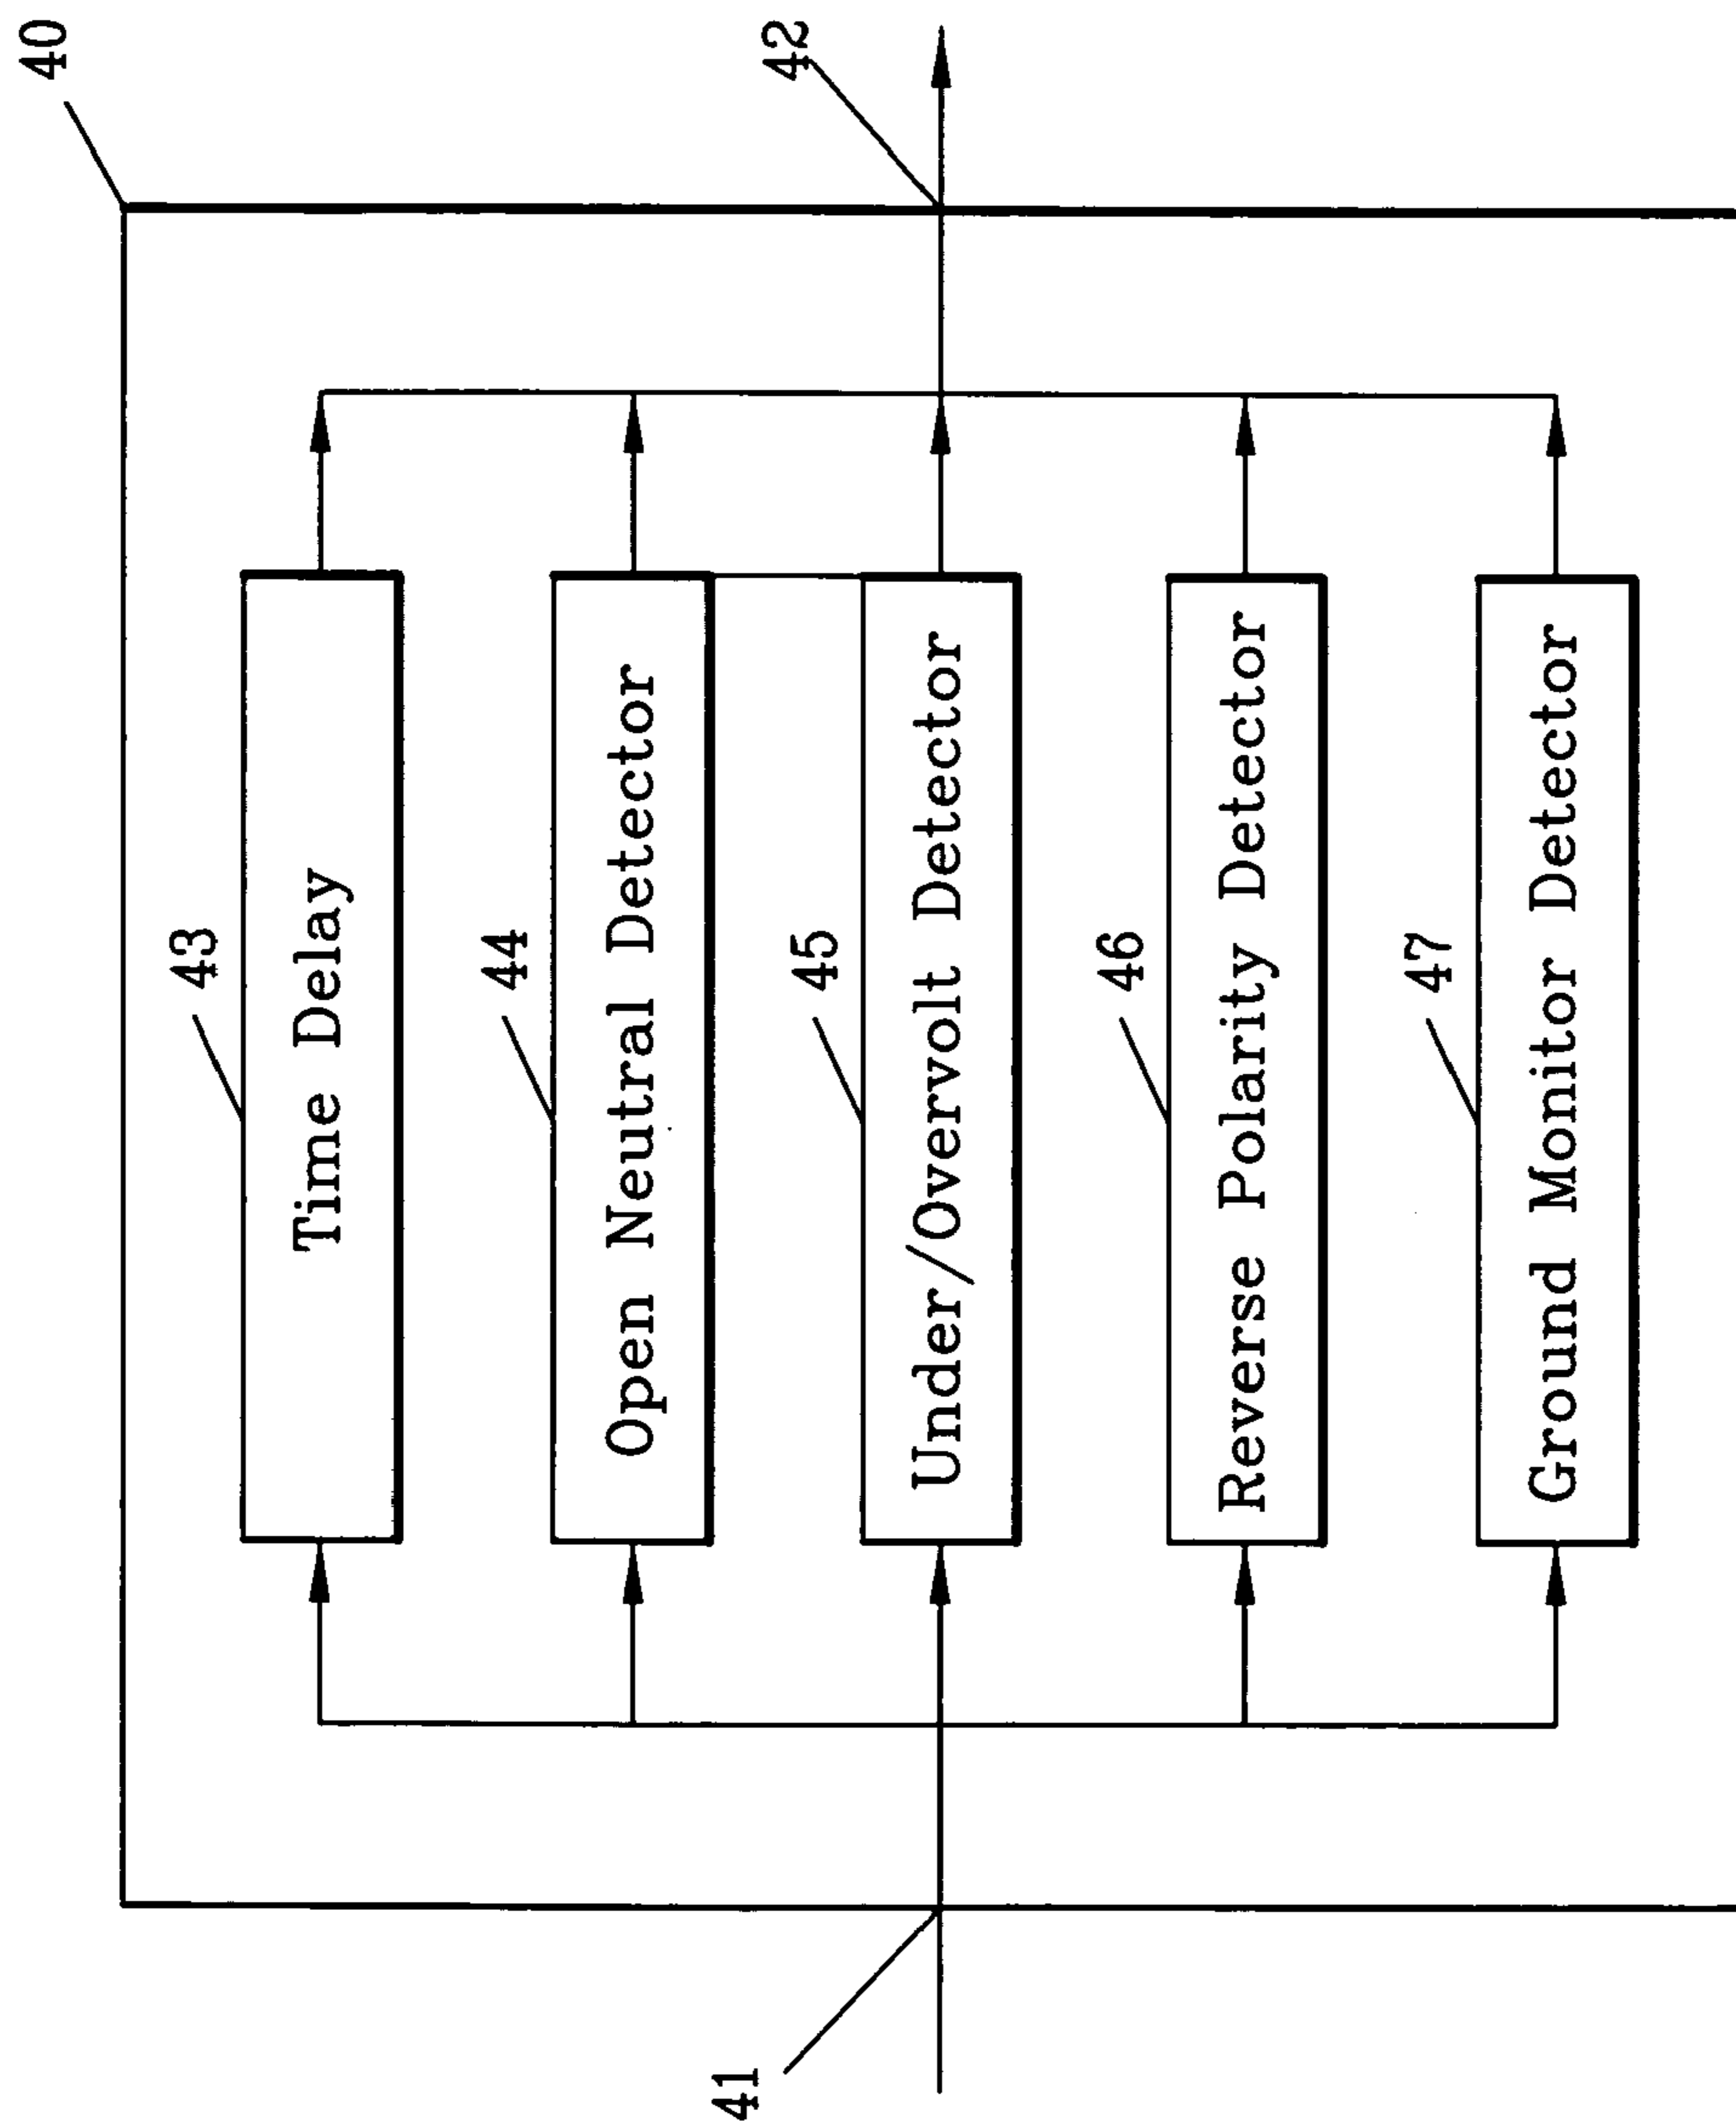 40
42
41
43
Time Delay
44
Open Neutral Detector
45
Under/Overvolt Detector
46
Reverse Polarity Detector
47
Ground Monitor Detector